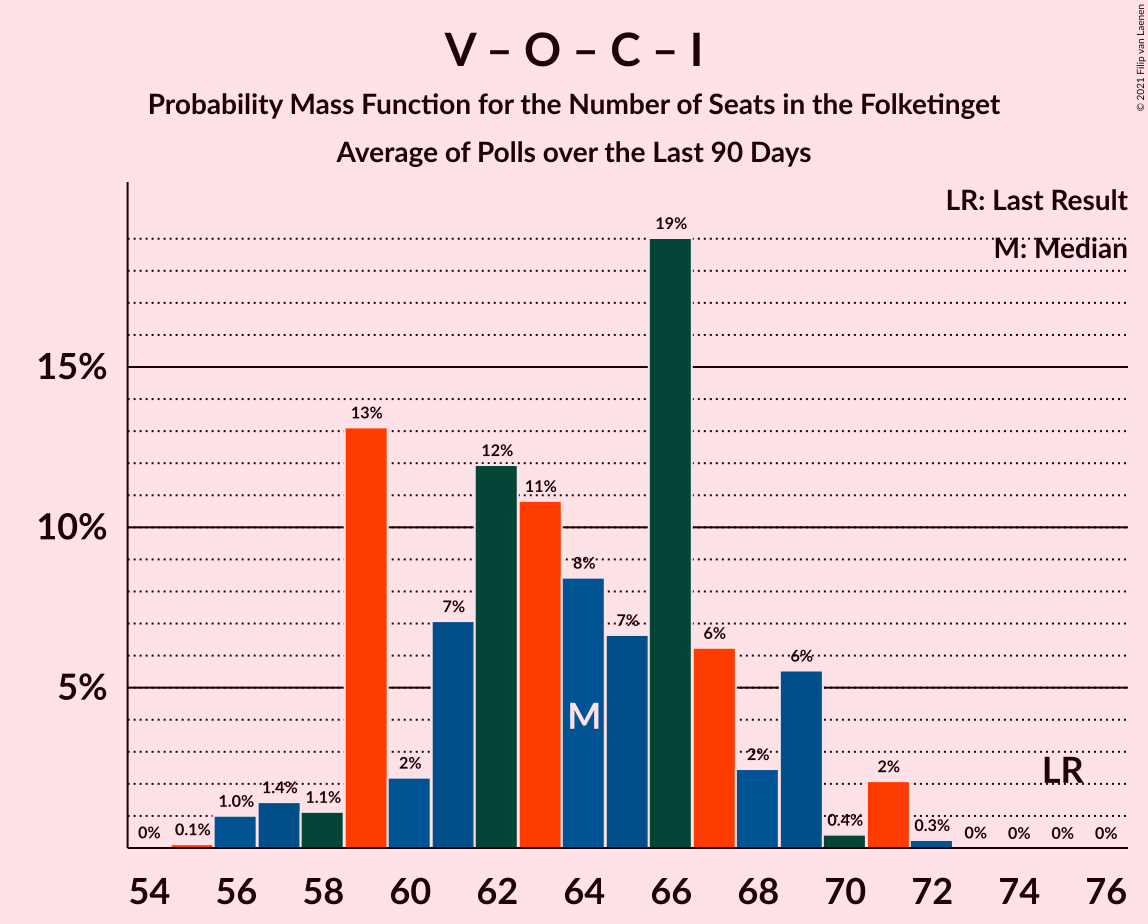 V – O – C – I
Probability Mass Function for the Number of Seats in the Folketinget
Average of Polls over the Last 90 Days
© 2021 Filip van Laenen
LR: Last Result
M: Median
15%
10%
5%
0% 0.1% 1.0% 1.4% 1.1% 13% 2% 7% 12% 11% 8% 7% 19% 6% 2% 6% 0.4% 2% 0.3% 0% 0% 0% 0%
M
LR
54 56 58 60 62 64 66 68 70 72 74 76